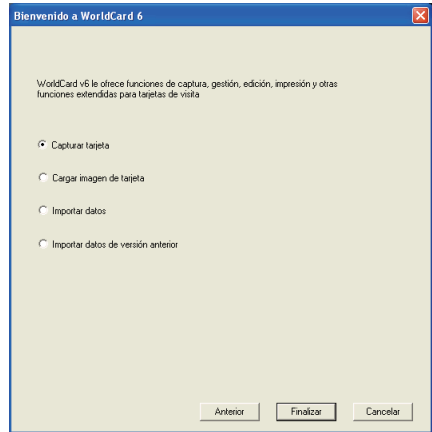 Bienvenido a WorldCard 6
WorldCard v6 le ofrece funciones de captura, gestión, edición, impresión y otras
funciones extendidas para tarjetas de visita
Capturar tarjeta
Cargar imagen de tarjeta
Importar datos
Importar datos de versión anterior
Anterior
Finalizar
Cancelar